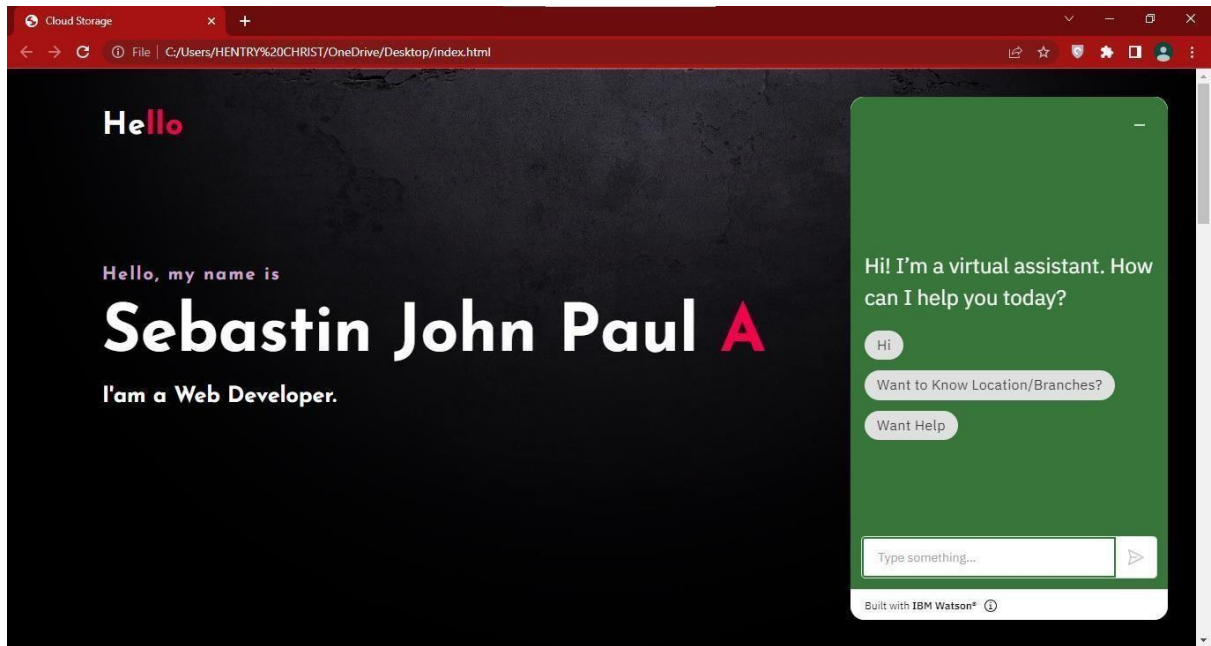 Cloud Storage
File | C:/Users/HENTRY%20CHRIST/OneDrive/Desktop/index.html
Hello
Hello, my name is
Sebastin John Paul A
I'am a Web Developer.
Hi! I'm a virtual assistant. How
can I help you today?
Hi
Want to Know Location/Branches?
Want Help
Type something...
Built with IBM Watson®